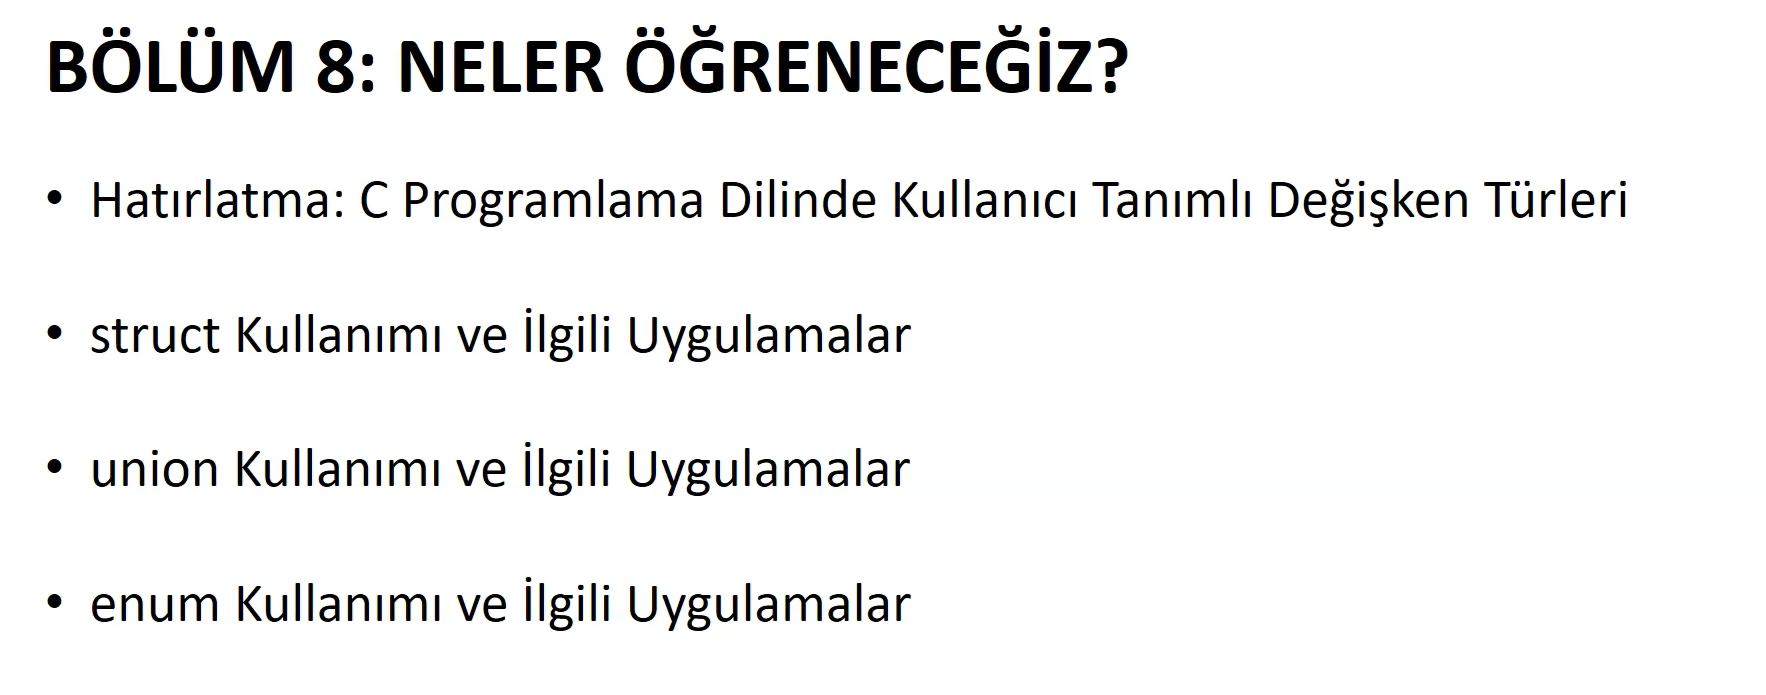 BÖLÜM 8: NELER ÖĞRENECEĞİZ?
• Hatırlatma: C Programlama Dilinde Kullanıcı Tanımlı Değişken Türleri
• struct Kullanımı ve İlgili Uygulamalar
• union Kullanımı ve İlgili Uygulamalar
• enum Kullanımı ve İlgili Uygulamalar